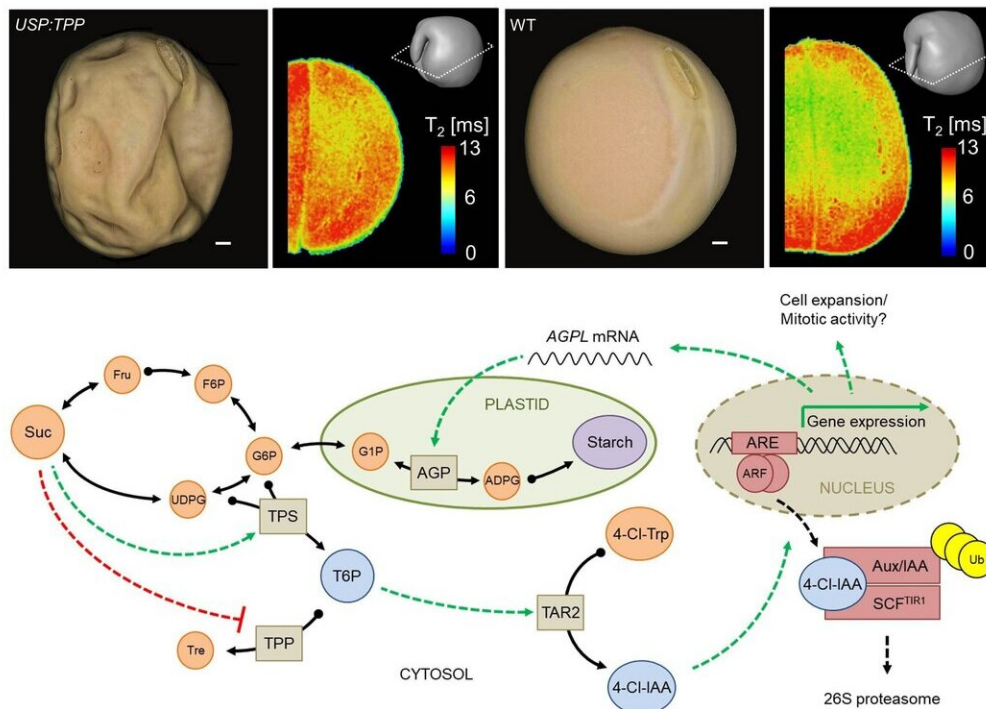 USP:TPP
T2 [ms]
13
6
0
WT
T2 [ms]
13
6
0
Cell expansion/
Mitotic activity?
AGPL mRNA
Fru
F6P
PLASTID
Suc
G6P
G1P
AGP
ADPG
Starch
Gene expression
ARE
ARF
NUCLEUS
UDPG
TPS
4-Cl-Trp
T6P
TAR2
4-Cl-IAA
Aux/IAA
SCFTIR1
Ub
Tre
TPP
CYTOSOL
4-Cl-IAA
26S proteasome